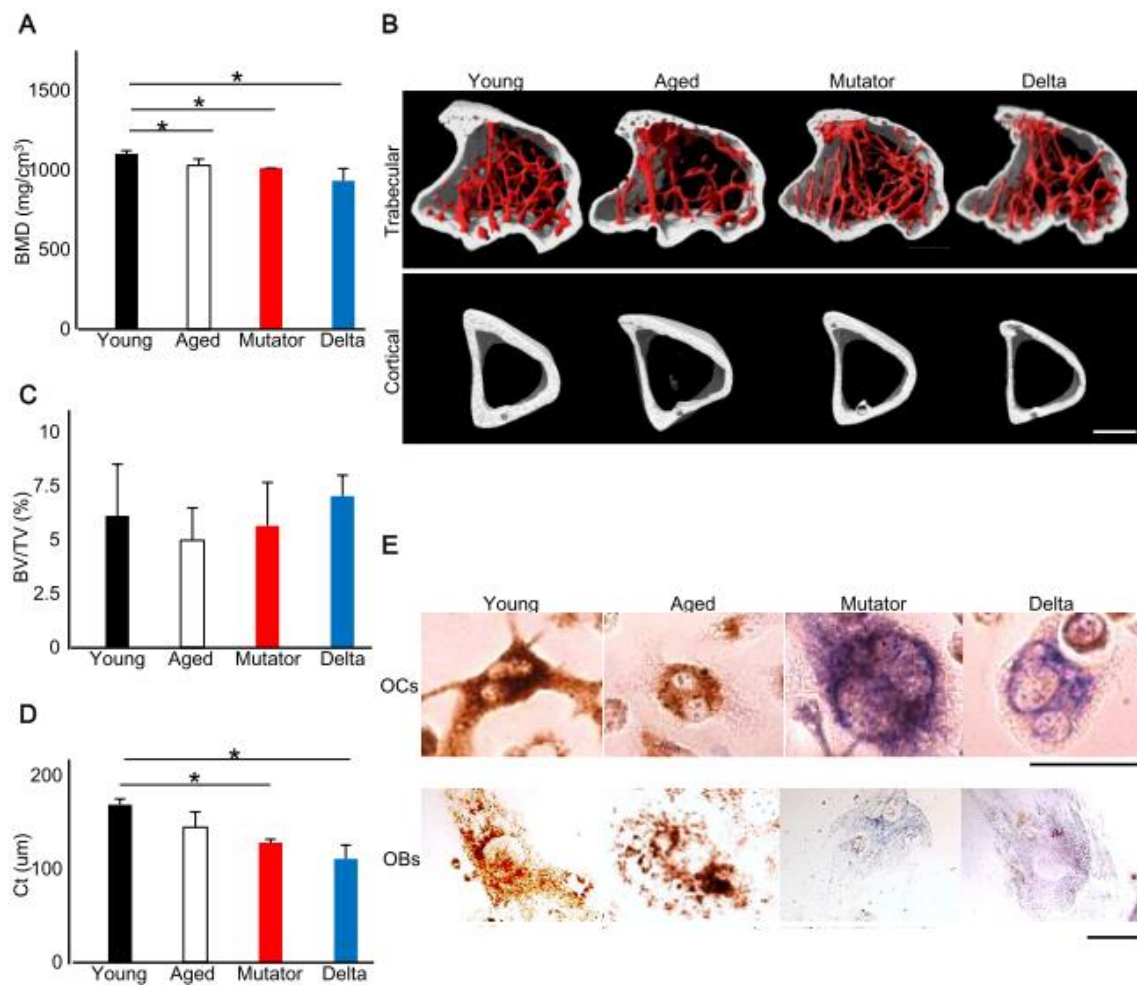 A
BMD (mg/cm³)
1500
1000
500
0
*
*
*
Young Aged Mutator Delta
B
Young Aged Mutator Delta
Trabecular
Cortical
C
BV/TV (%)
10
7.5
5
2.5
0
Young Aged Mutator Delta
D
Ct (um)
200
100
0
*
*
Young Aged Mutator Delta
E
Young Aged Mutator Delta
OCs
OBs